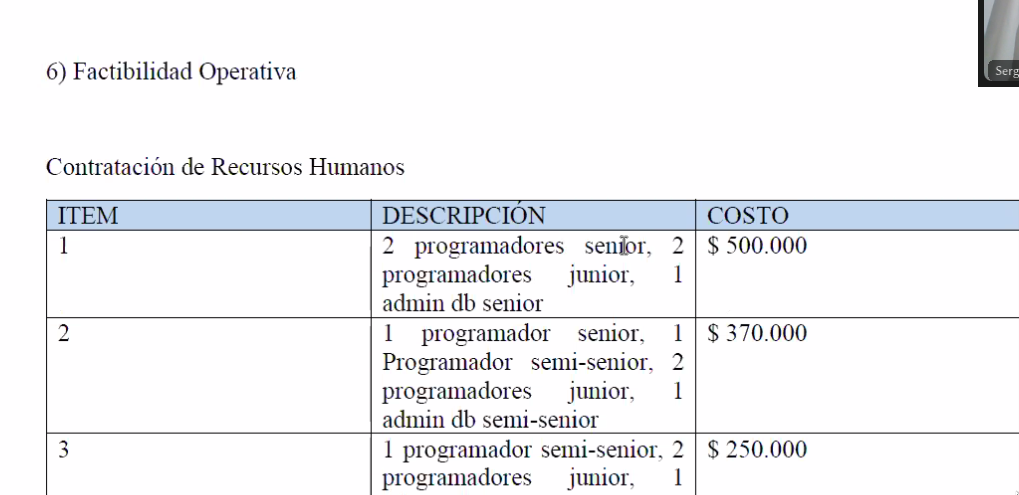 6) Factibilidad Operativa
Serg
Contratación de Recursos Humanos
ITEM DESCRIPCIÓN COSTO
1 2 programadores senior, 2 $ 500.000
programadores junior, 1
admin db senior
2 1 programador senior, 1 $ 370.000
Programador semi-senior, 2
programadores junior, 1
admin db semi-senior
3 1 programador semi-senior, 2 $ 250.000
programadores junior, 1